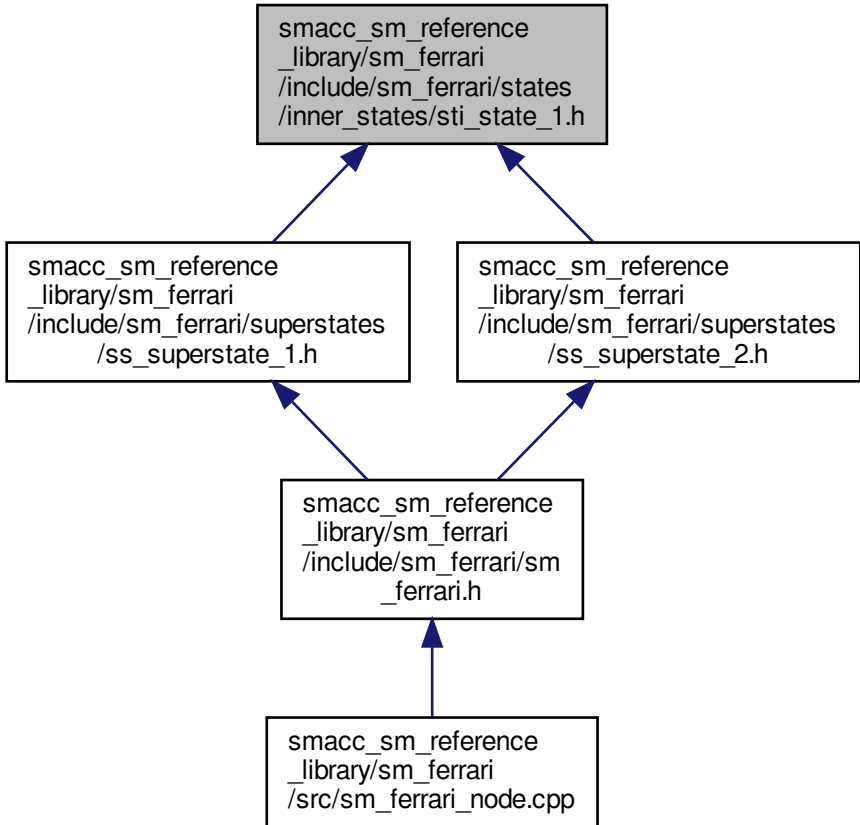 smacc_sm_reference
_library/sm_ferrari
/include/sm_ferrari/states
/inner_states/sti_state_1.h
smacc_sm_reference
_library/sm_ferrari
/include/sm_ferrari/superstates
/ss_superstate_1.h
smacc_sm_reference
_library/sm_ferrari
/include/sm_ferrari/superstates
/ss_superstate_2.h
smacc_sm_reference
_library/sm_ferrari
/include/sm_ferrari/sm
_ferrari.h
smacc_sm_reference
_library/sm_ferrari
/src/sm_ferrari_node.cpp